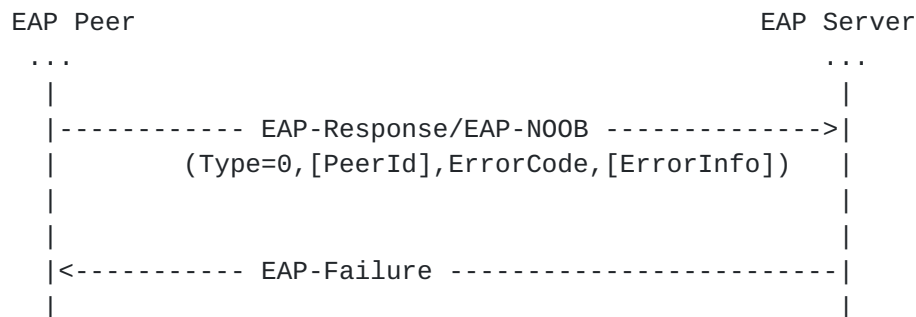 EAP Peer EAP Server
... ...
| |
|------------ EAP-Response/EAP-NOOB -------------->|
| (Type=0,[PeerId],ErrorCode,[ErrorInfo]) |
| |
| |
|<----------- EAP-Failure -------------------------|
| |